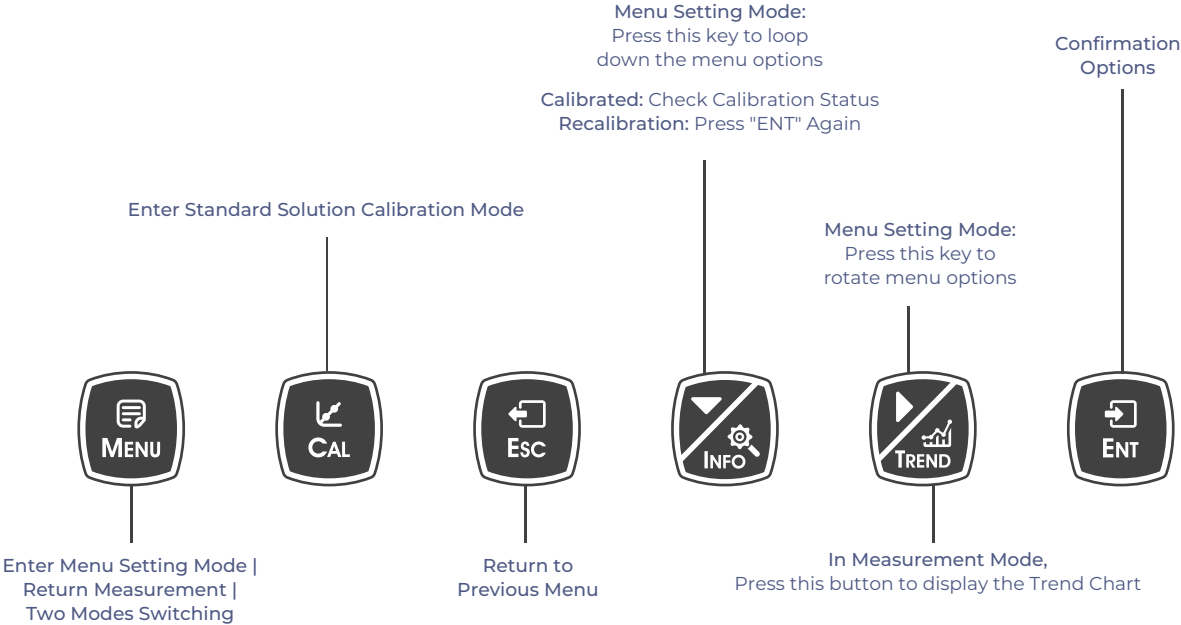 Menu Setting Mode:
Press this key to loop
down the menu options
Calibrated: Check Calibration Status
Recalibration: Press "ENT" Again
Confirmation
Options
Enter Standard Solution Calibration Mode
Menu Setting Mode:
Press this key to
rotate menu options
MENU
CAL
ESC
INFO
TREND
ENT
Enter Menu Setting Mode |
Return Measurement |
Two Modes Switching
Return to
Previous Menu
In Measurement Mode,
Press this button to display the Trend Chart